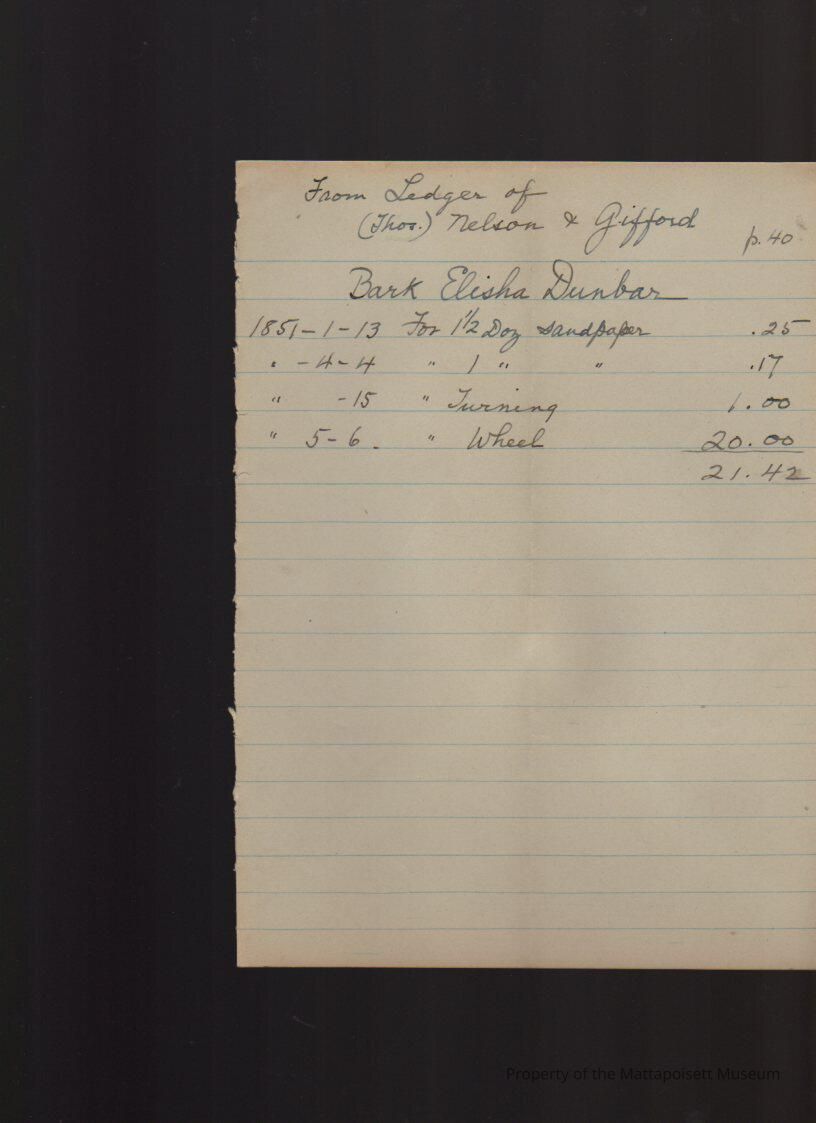 From Ledger of
(Thos.) Nelson & Gifford
p. 40
Bark Elisha Dunbar
1851-1-13 For 1 1/2 Doz sandpaper .25
" -4-4 " 1 " " .17
" -15 " Turning 1.00
" 5-6. " Wheel 20.00
21.42
Property of the Mattapoisett Museum